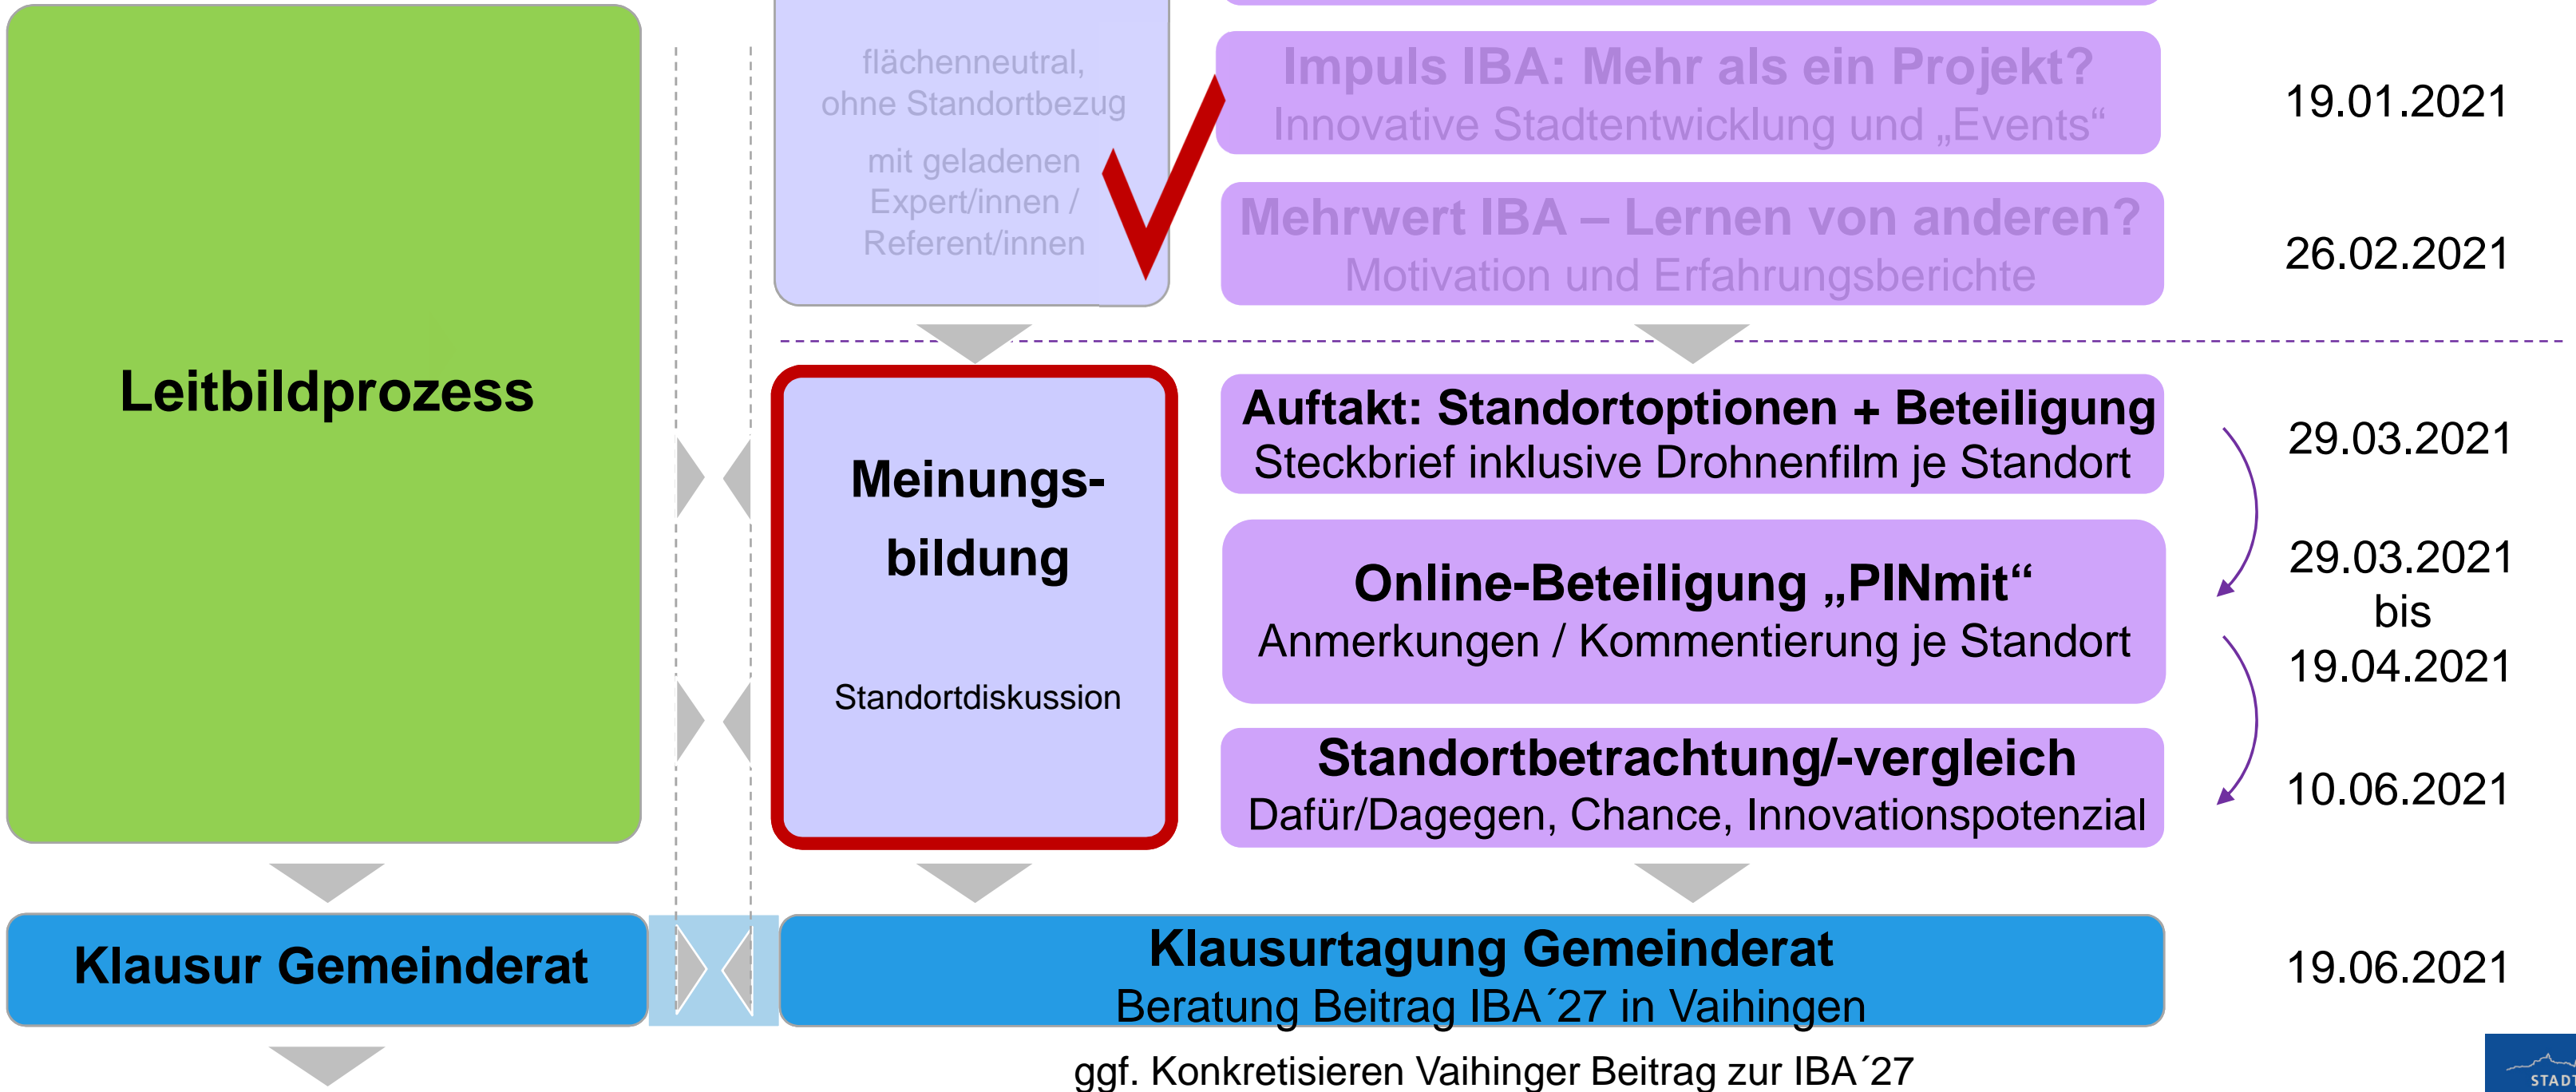 Leitbildprozess
flächenneutral,
ohne Standortbezug
mit geladenen
Expert/innen /
Referent/innen
Impuls IBA: Mehr als ein Projekt?
Innovative Stadtentwicklung und „Events“
19.01.2021
Mehrwert IBA – Lernen von anderen?
Motivation und Erfahrungsberichte
26.02.2021
Meinungs-
bildung
Standortdiskussion
Auftakt: Standortoptionen + Beteiligung
Steckbrief inklusive Drohnenfilm je Standort
29.03.2021
Online-Beteiligung „PINmit“
Anmerkungen / Kommentierung je Standort
29.03.2021
bis
19.04.2021
Standortbetrachtung/-vergleich
Dafür/Dagegen, Chance, Innovationspotenzial
10.06.2021
Klausur Gemeinderat
Klausurtagung Gemeinderat
Beratung Beitrag IBA´27 in Vaihingen
19.06.2021
ggf. Konkretisieren Vaihinger Beitrag zur IBA´27